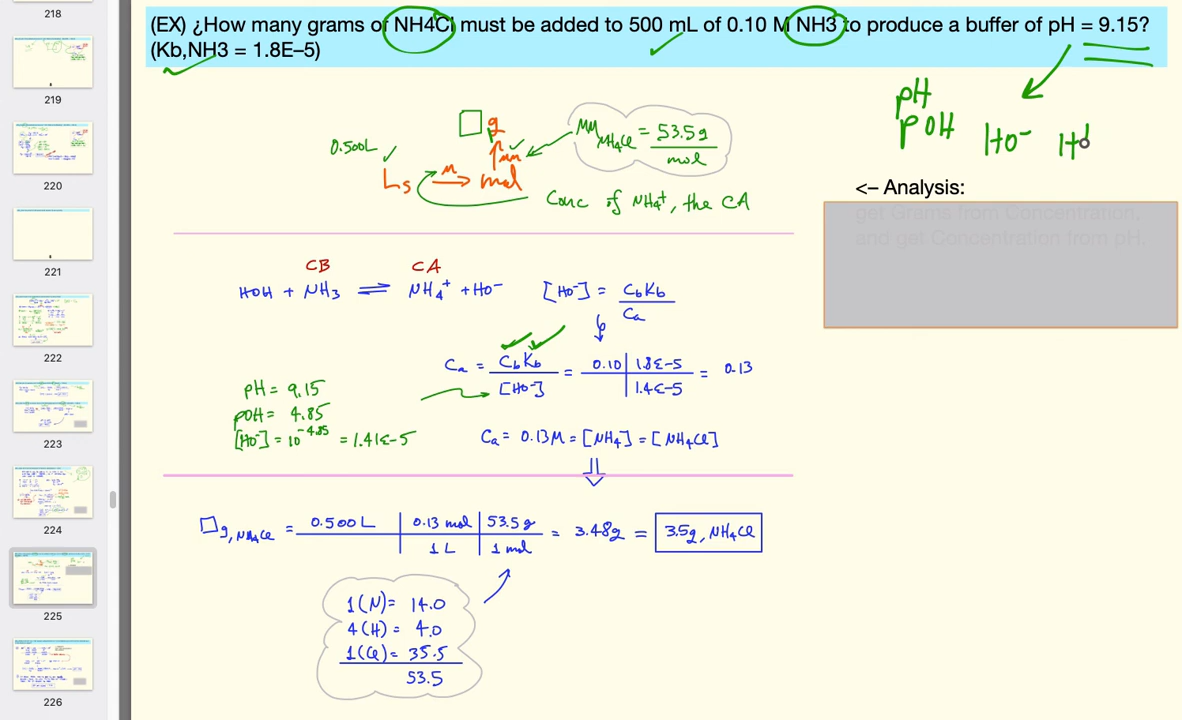 218
219
220
221
222
223
224
225
226
(EX) ¿How many grams of NH4Cl must be added to 500 mL of 0.10 M NH3 to produce a buffer of pH = 9.15?
(Kb,NH3 = 1.8E–5)
pH
pOH HO-
<– Analysis:
get Grams from Concentration,
and get Concentration from pH.
□ g
MM NH4Cl = 53.5g / mol
0.500L
Ls M mol
Conc of NH4+, the CA
CB CA
HOH + NH3 ⇌ NH4+ + HO- [HO-] = CbKb / Ca
Ca = CbKb / [HO-] = 0.10 | 1.8E-5 / 1.4E-5 = 0.13
pH = 9.15
pOH = 4.85
[HO-] = 10^-4.85 = 1.41E-5
Ca = 0.13M = [NH4] = [NH4Cl]
□ g, NH4Cl = 0.500L | 0.13 mol | 53.5g / 1 L | 1 mol = 3.48g = 3.5g, NH4Cl
1(N) = 14.0
4(H) = 4.0
1(Cl) = 35.5
53.5